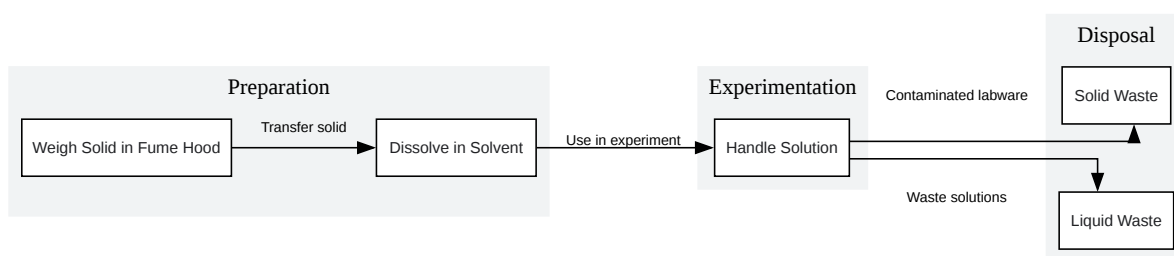 Preparation
Weigh Solid in Fume Hood
Transfer solid
Dissolve in Solvent
Use in experiment
Experimentation
Handle Solution
Contaminated labware
Waste solutions
Disposal
Solid Waste
Liquid Waste